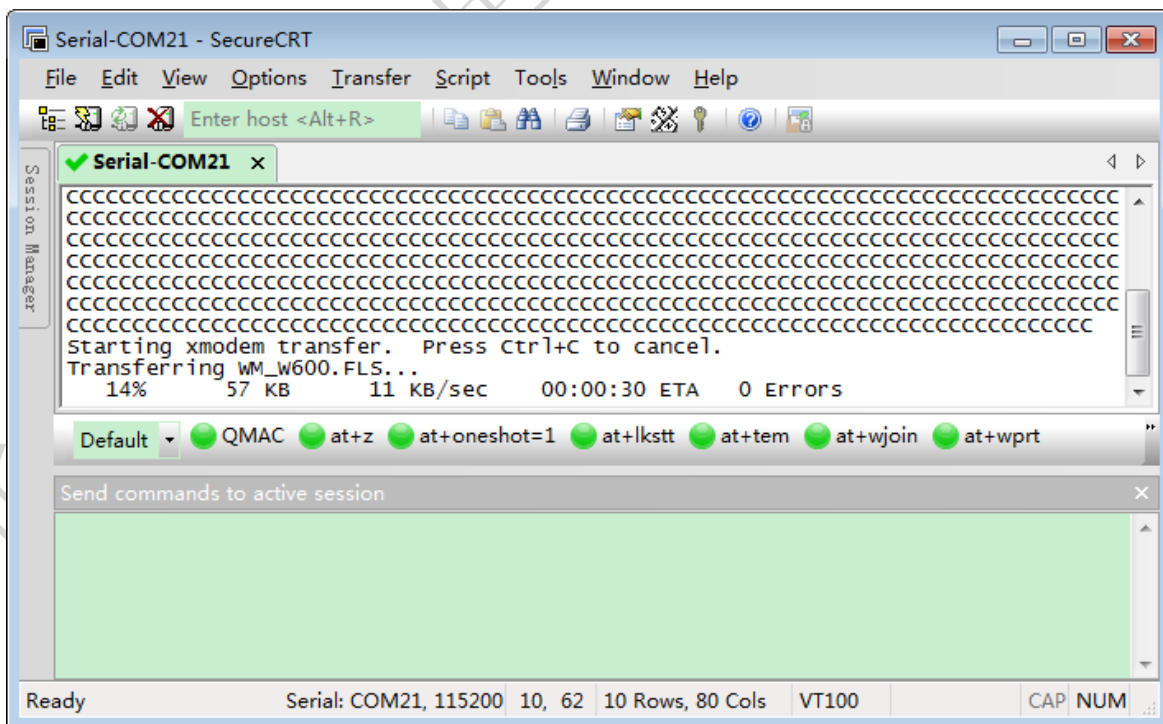 Serial-COM21 - SecureCRT
File Edit View Options Transfer Script Tools Window Help
Enter host <Alt+R>
Session Manager
Serial-COM21 x
CCCCCCCCCCCCCCCCCCCCCCCCCCCCCCCCCCCCCCCCCCCCCCCCCCCCCCCCCCCCCCCCCCCCCCCCCCCCCCCC
CCCCCCCCCCCCCCCCCCCCCCCCCCCCCCCCCCCCCCCCCCCCCCCCCCCCCCCCCCCCCCCCCCCCCCCCCCCCCCCC
CCCCCCCCCCCCCCCCCCCCCCCCCCCCCCCCCCCCCCCCCCCCCCCCCCCCCCCCCCCCCCCCCCCCCCCCCCCCCCCC
CCCCCCCCCCCCCCCCCCCCCCCCCCCCCCCCCCCCCCCCCCCCCCCCCCCCCCCCCCCCCCCCCCCCCCCCCCCCCCCC
CCCCCCCCCCCCCCCCCCCCCCCCCCCCCCCCCCCCCCCCCCCCCCCCCCCCCCCCCCCCCCCCCCCCCCCCCCCCCCCC
CCCCCCCCCCCCCCCCCCCCCCCCCCCCCCCCCCCCCCCCCCCCCCCCCCCCCCCCCCCCCCCCCCCCCCCCCCCCCCCC
CCCCCCCCCCCCCCCCCCCCCCCCCCCCCCCCCCCCCCCCCCCCCCCCCCCCCCCCCCCCCCCCCCCCCCCCCCCCCC
Starting xmodem transfer.  Press Ctrl+C to cancel.
Transferring WM_W600.FLS...
14% 57 KB 11 KB/sec 00:00:30 ETA 0 Errors
Default QMAC at+z at+oneshot=1 at+lkstt at+tem at+wjoin at+wprt
Send commands to active session
Ready Serial: COM21, 115200 10, 62 10 Rows, 80 Cols VT100 CAP NUM